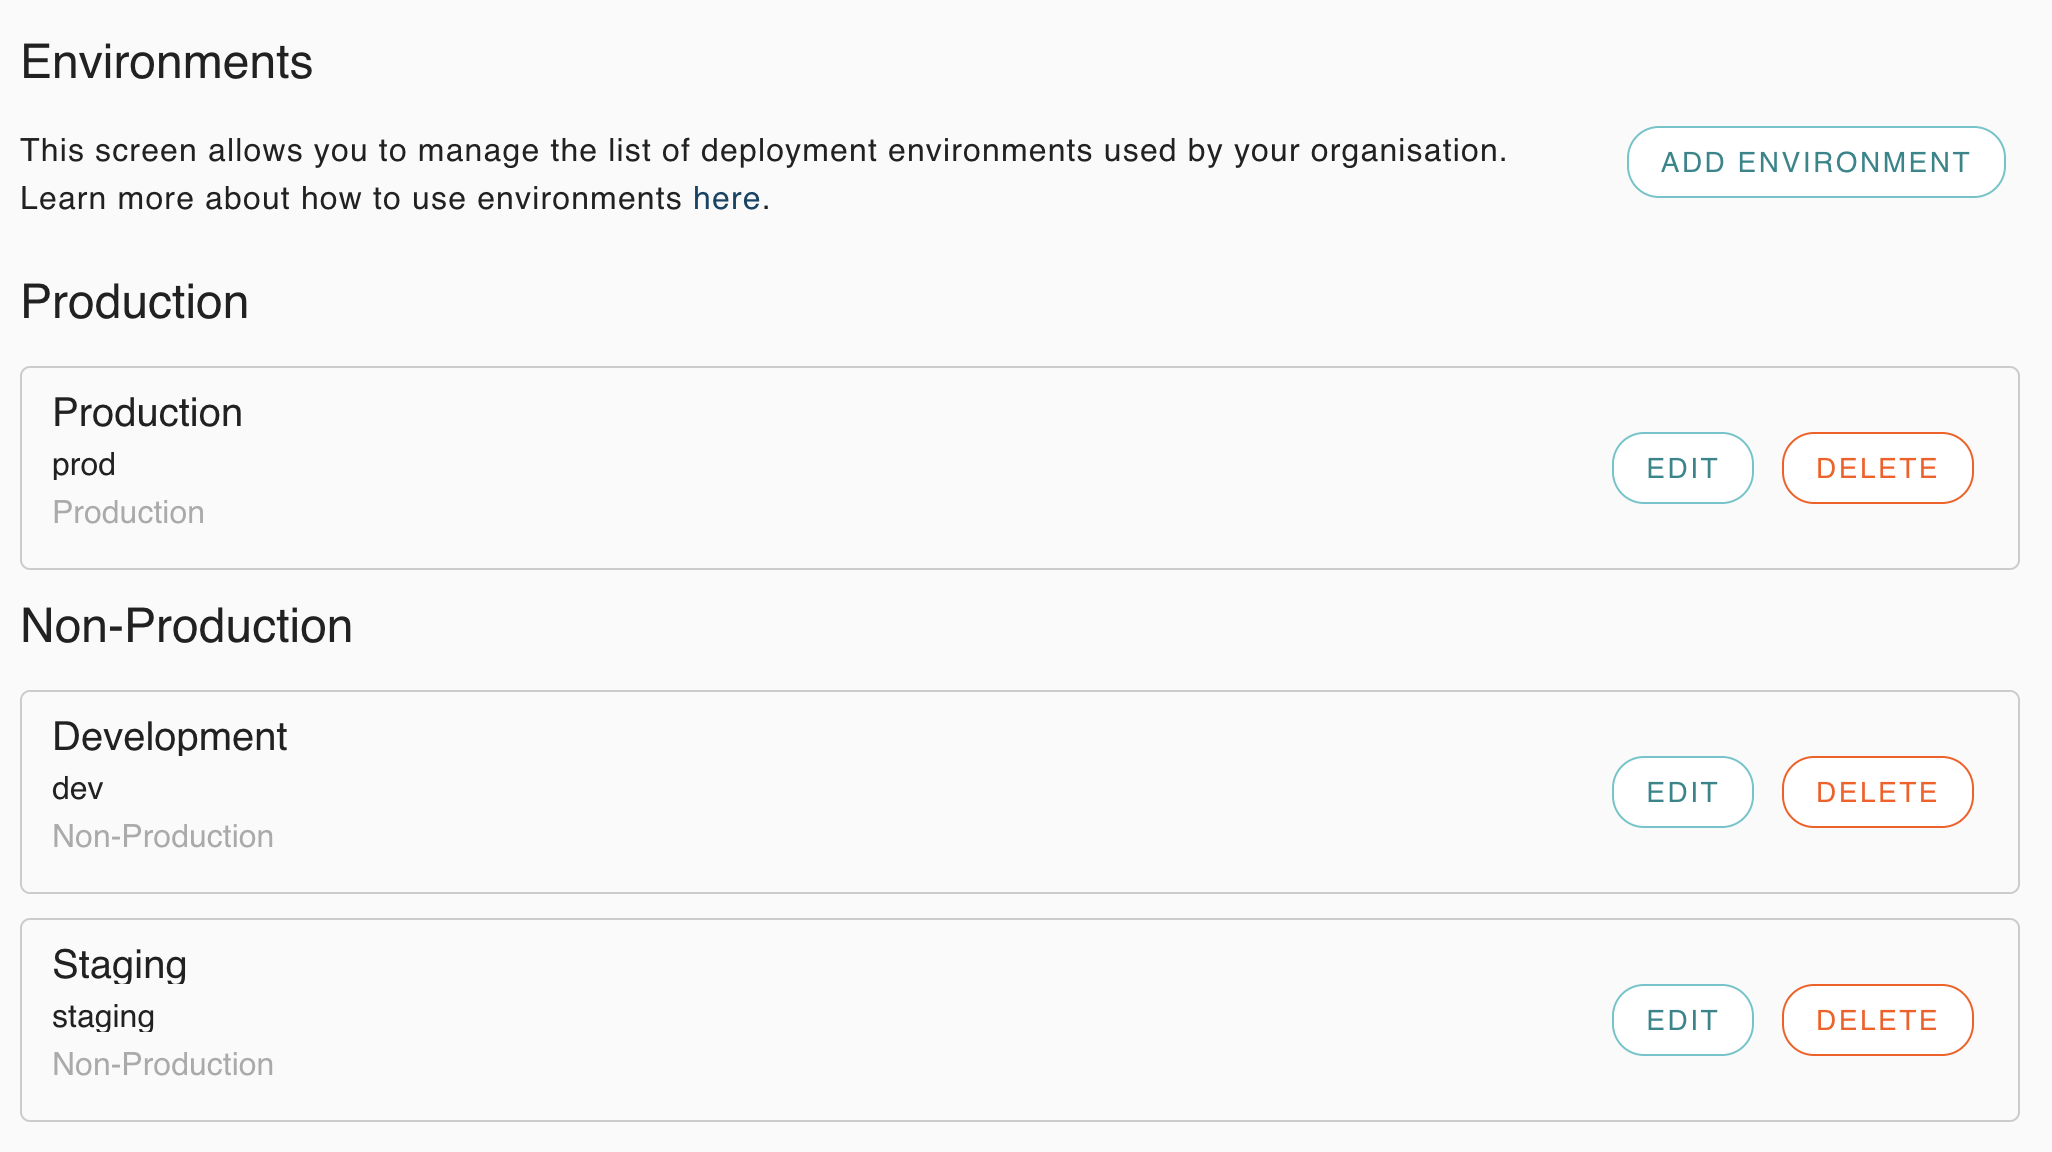 Environments
This screen allows you to manage the list of deployment environments used by your organisation.
Learn more about how to use environments here.
ADD ENVIRONMENT
Production
Production
prod
Production
EDIT
DELETE
Non-Production
Development
dev
Non-Production
EDIT
DELETE
Staging
staging
Non-Production
EDIT
DELETE